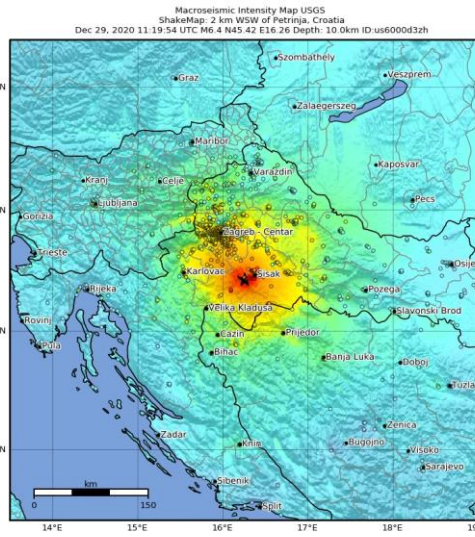 Macroseismic Intensity Map USGS
ShakeMap: 2 km WSW of Petrinja, Croatia
Dec 29, 2020 11:19:54 UTC M6.4 N45.42 E16.26 Depth: 10.0km ID:us6000d3zh
Szombathely
Graz
Veszprem
Zalaegerszeg
Maribor
Kaposvar
Varazdin
Kranj
Celje
Pecs
Ljubljana
Gorizia
Zagreb - Centar
Trieste
Osije
Karlovac
Sisak
Rijeka
Pozega
Velika Kladusa
Slavonski Brod
Rovinj
Cazin
Prijedor
Pula
Bihac
Banja Luka
Doboj
Tuzla
Zadar
Zenica
Knin
Bugojno
Visoko
Sarajevo
Sibenik
km
0
150
Split
14°E
15°E
16°E
17°E
18°E